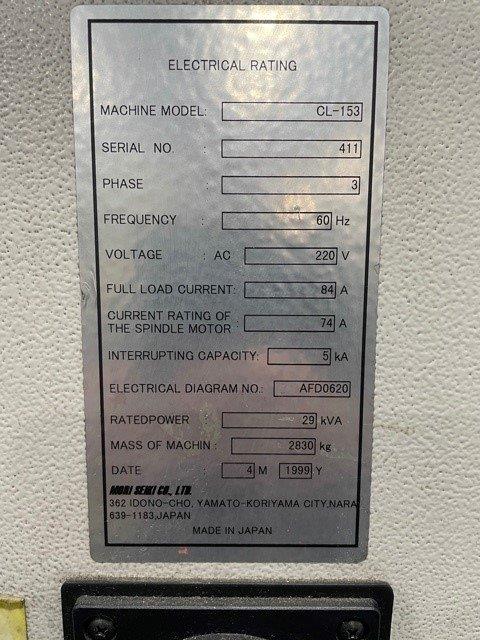 ELECTRICAL RATING
MACHINE MODEL: CL-153
SERIAL NO : 411
PHASE : 3
FREQUENCY : 60 Hz
VOLTAGE : AC 220 V
FULL LOAD CURRENT: 84 A
CURRENT RATING OF
THE SPINDLE MOTOR : 74 A
INTERRUPTING CAPACITY: 5 kA
ELECTRICAL DIAGRAM NO.: AFD0620
RATEDPOWER : 29 kVA
MASS OF MACHIN : 2830 kg
DATE : 4 M 1999 Y
MORI SEIKI CO., LTD.
362 IDONO-CHO, YAMATO-KORIYAMA CITY,NARA
639-1183,JAPAN
MADE IN JAPAN